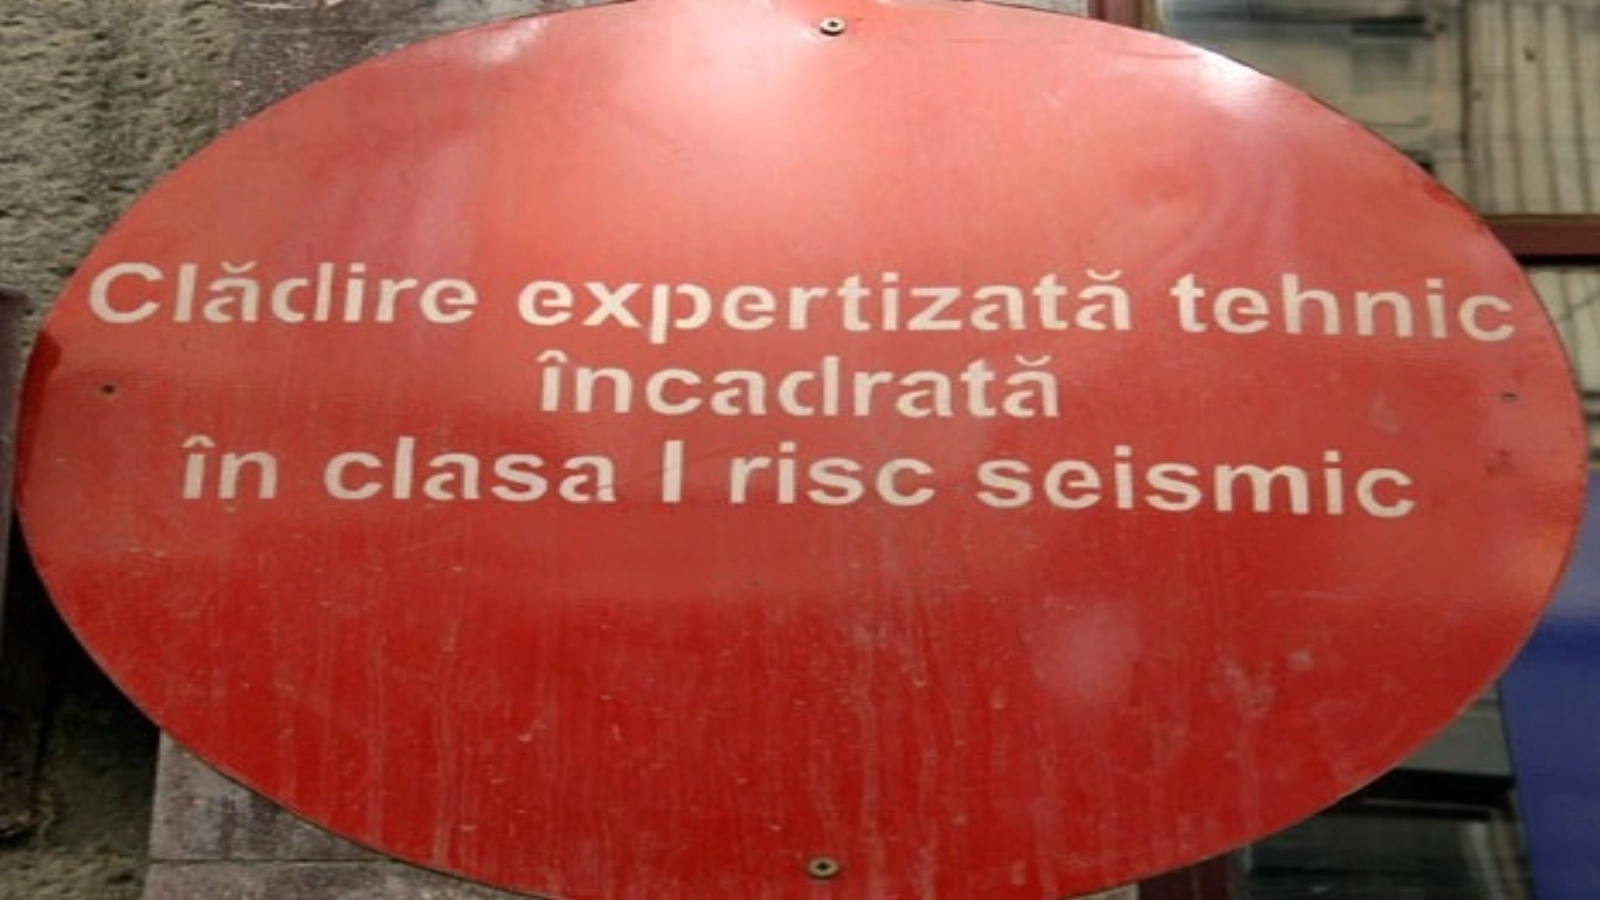 Clădire expertizată tehnic
încadrată
în clasa I risc seismic